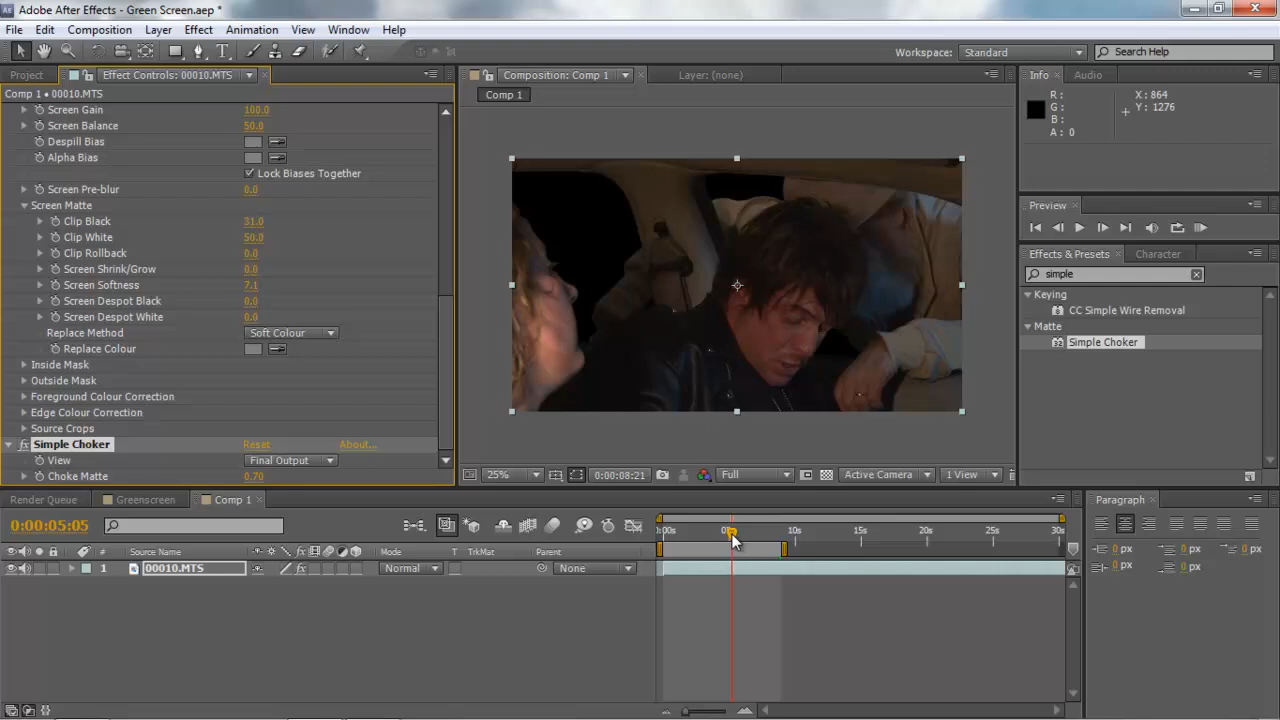 Adobe After Effects - Green Screen.aep *
File Edit Composition Layer Effect Animation View Window Help
Workspace: Standard Search Help
Project Effect Controls: 00010.MTS Composition: Comp 1 Layer: (none) Info Audio
Comp 1 • 00010.MTS
Comp 1
R: X: 864
G: Y: 1276
B:
A: 0
Screen Gain 100.0
Screen Balance 50.0
Despill Bias
Alpha Bias
Lock Biases Together
Screen Pre-blur 0.0
Screen Matte
Clip Black 31.0
Clip White 50.0
Clip Rollback 0.0
Screen Shrink/Grow 0.0
Screen Softness 7.1
Screen Despot Black 0.0
Screen Despot White 0.0
Replace Method Soft Colour
Replace Colour
Inside Mask
Outside Mask
Foreground Colour Correction
Edge Colour Correction
Source Crops
fx Simple Choker Reset About...
View Final Output
Choke Matte 0.70
Preview
Effects & Presets Character
simple
Keying
CC Simple Wire Removal
Matte
Simple Choker
25% 0:00:08:21 Full Active Camera 1 View
Render Queue Greenscreen Comp 1 Paragraph
0:00:05:05
0:00s 10s 15s 20s 25s 30s
# Source Name Mode T TrkMat Parent
1 00010.MTS Normal None
0 px 0 px 0 px
0 px 0 px